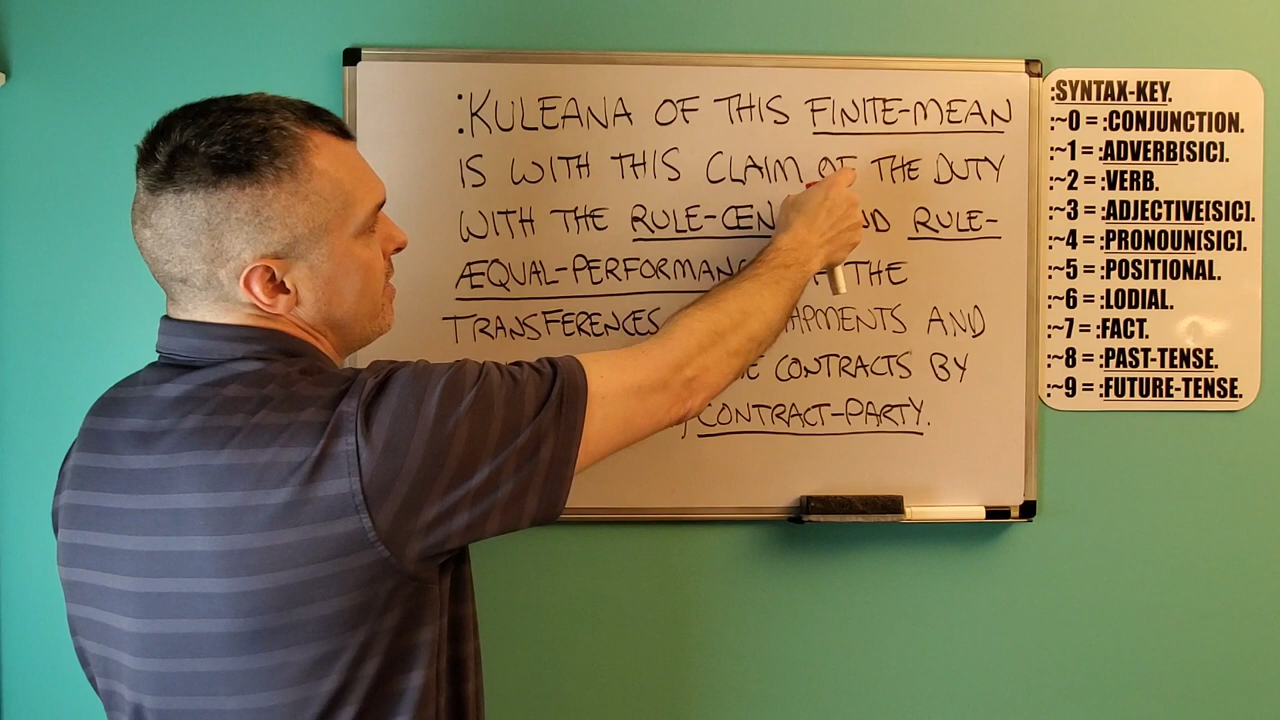 :KULEANA OF THIS FINITE-MEAN
IS WITH THIS CLAIM OF THE DUTY
WITH THE RULE-CEN ND RULE-
ÆQUAL-PERFORMANC THE
TRANSFERENCES APMENTS AND
CONTRACTS BY
CONTRACT-PARTY.
:SYNTAX-KEY.
:~0 = :CONJUNCTION.
:~1 = :ADVERB[SIC].
:~2 = :VERB.
:~3 = :ADJECTIVE[SIC].
:~4 = :PRONOUN[SIC].
:~5 = :POSITIONAL.
:~6 = :LODIAL.
:~7 = :FACT.
:~8 = :PAST-TENSE.
:~9 = :FUTURE-TENSE.